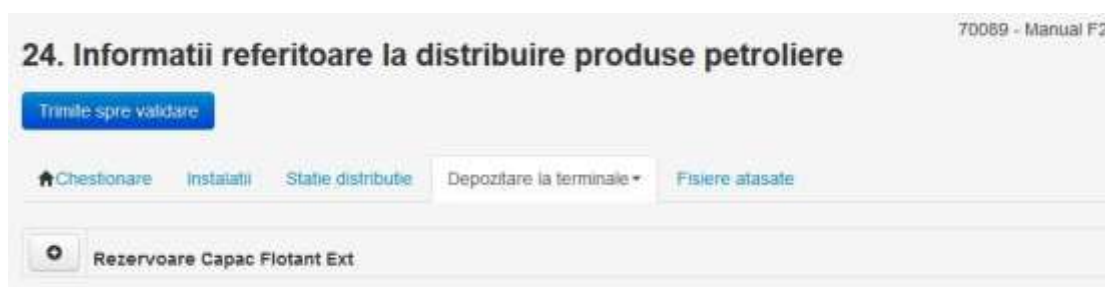 70089 - Manual F2
24. Informatii referitoare la distribuire produse petroliere
Trimite spre validare
Chestionare Instalatii Statie distributie Depozitare la terminale Fisiere atasate
Rezervoare Capac Flotant Ext